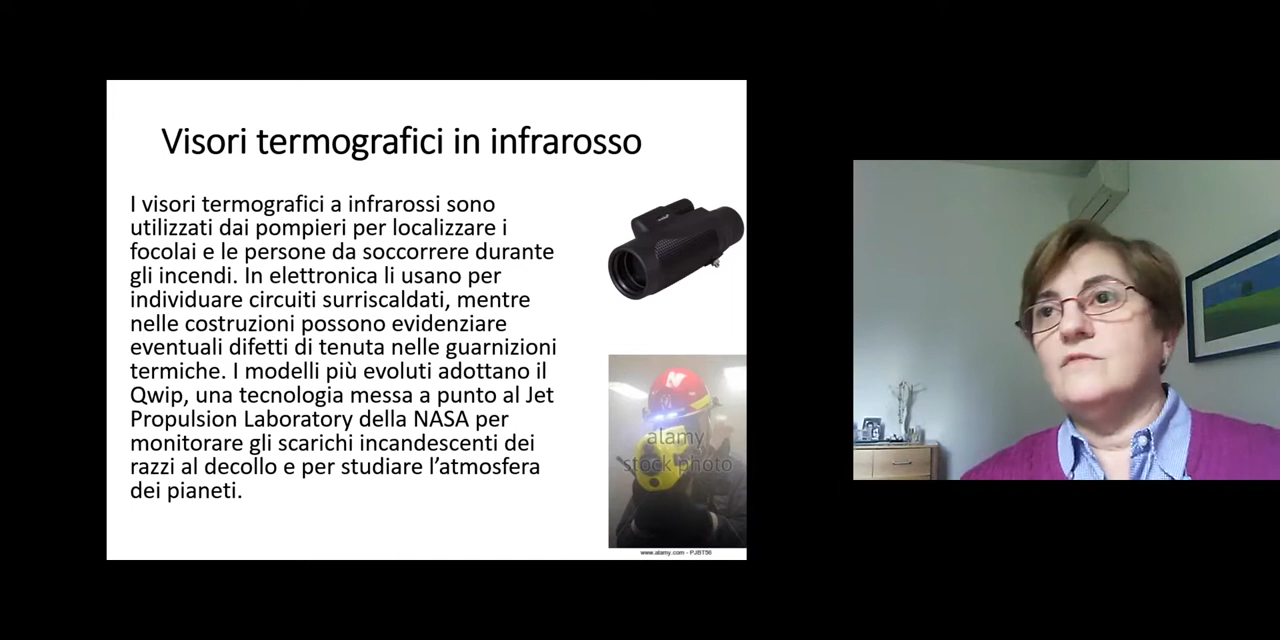 Visori termografici in infrarosso
I visori termografici a infrarossi sono
utilizzati dai pompieri per localizzare i
focolai e le persone da soccorrere durante
gli incendi. In elettronica li usano per
individuare circuiti surriscaldati, mentre
nelle costruzioni possono evidenziare
eventuali difetti di tenuta nelle guarnizioni
termiche. I modelli più evoluti adottano il
Qwip, una tecnologia messa a punto al Jet
Propulsion Laboratory della NASA per
monitorare gli scarichi incandescenti dei
razzi al decollo e per studiare l’atmosfera
dei pianeti.
N
alamy
stock photo
www.alamy.com - PJBT56